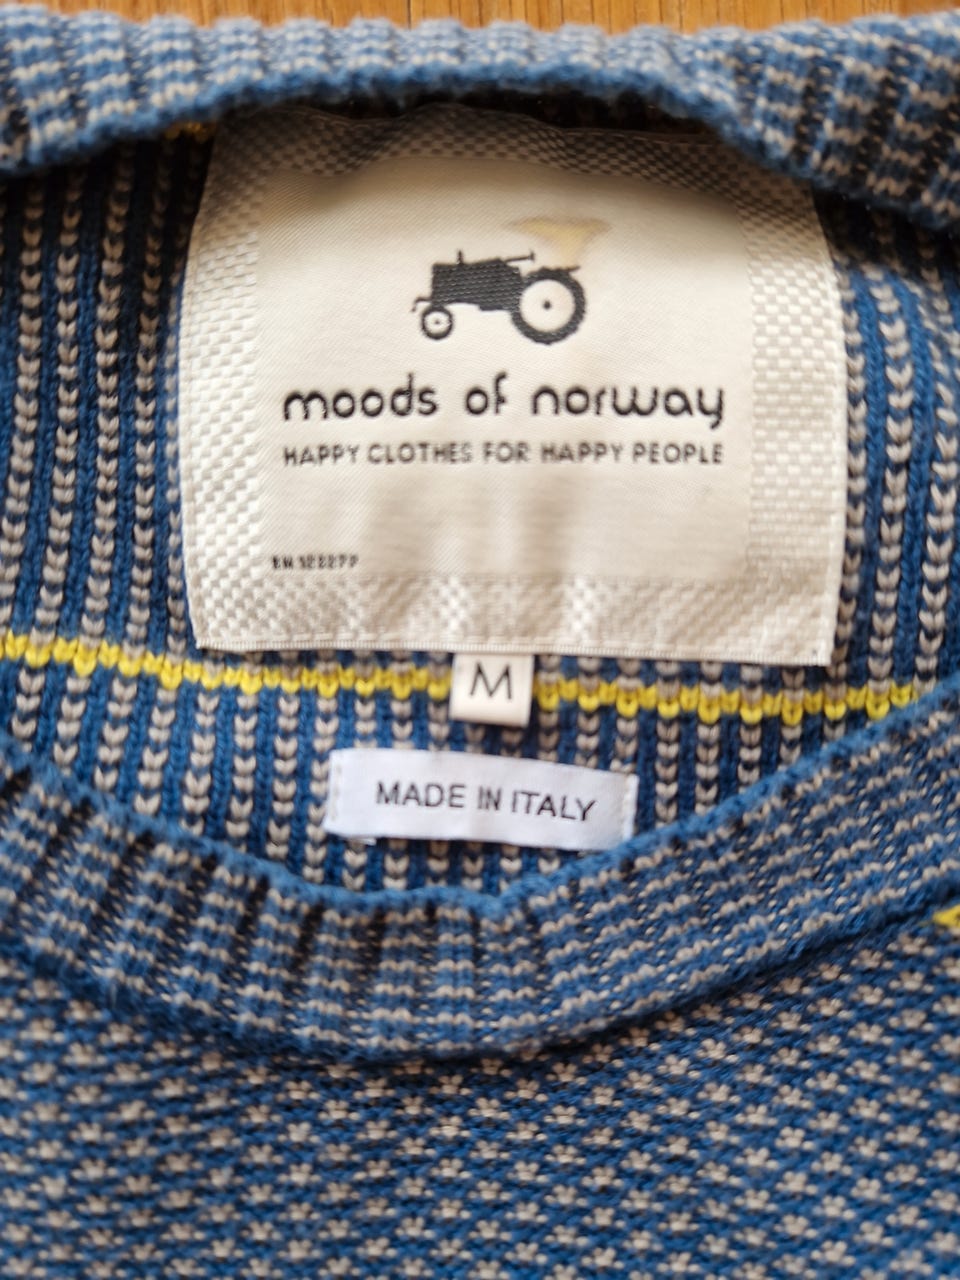 moods of norway
HAPPY CLOTHES FOR HAPPY PEOPLE
M
MADE IN ITALY